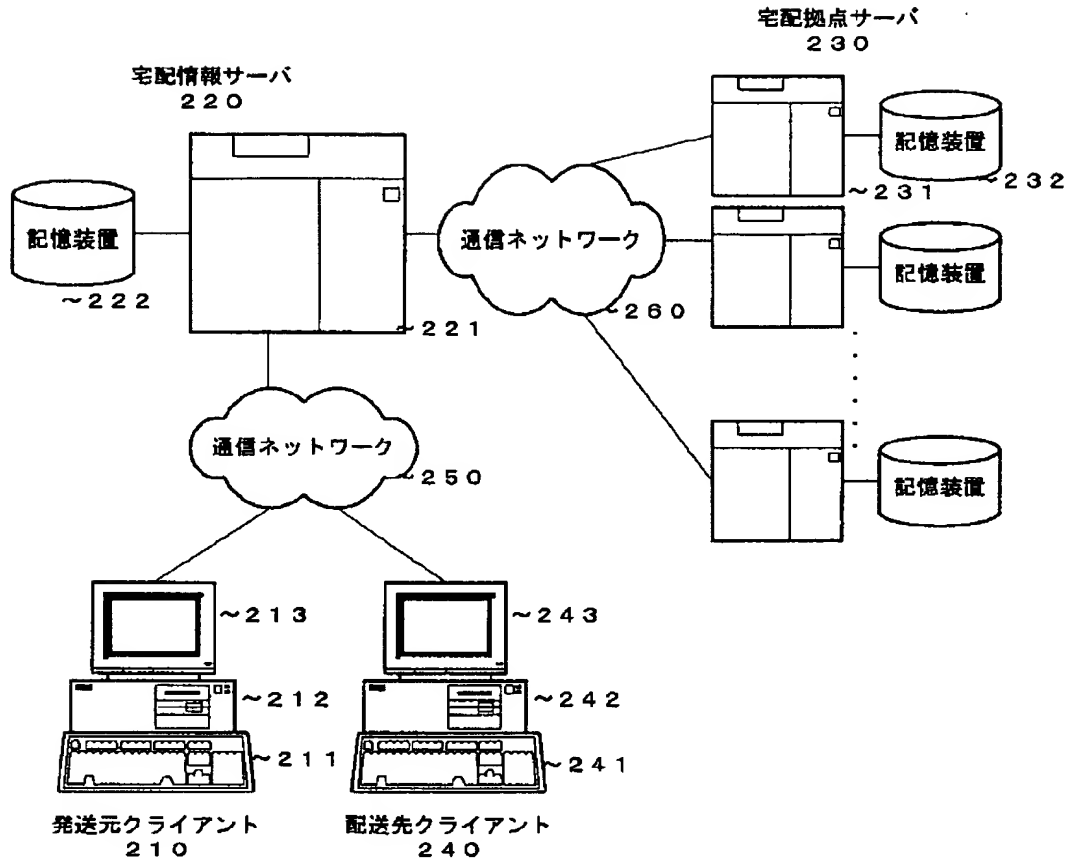 宅配拠点サーバ
230
宅配情報サーバ
220
記憶装置
~231
~232
記憶装置
~222
通信ネットワーク
~260
~221
記憶装置
通信ネットワーク
~250
記憶装置
~213
~243
~212
~242
~211
~241
発送元クライアント
210
配送先クライアント
240